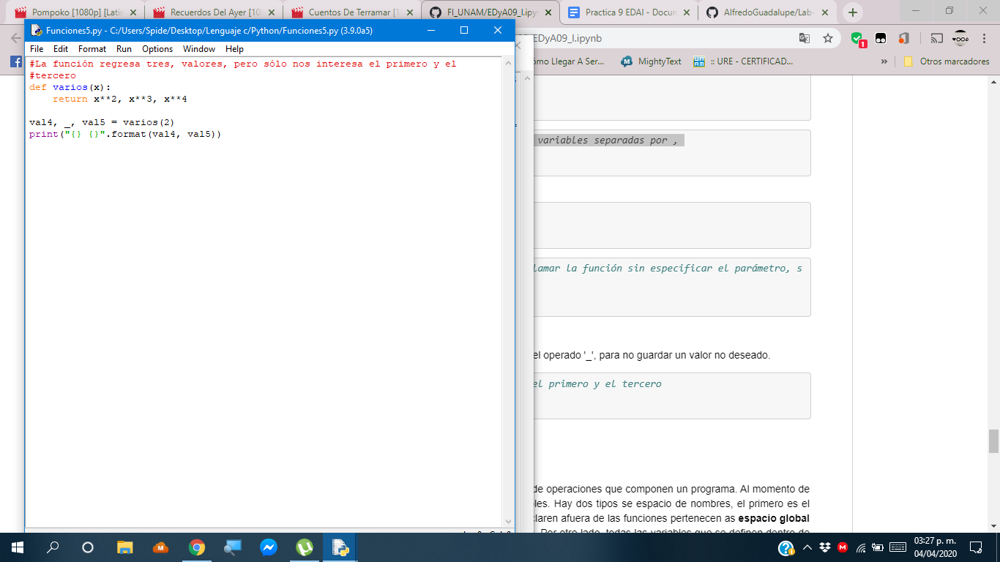 Pompoko [1080p] [Latin
Recuerdos Del Ayer [10
Cuentos De Terramar [1
FI_UNAM/EDyA09_I.ipy
Practica 9 EDAI - Docum
AlfredoGuadalupe/Lab-
Funciones5.py - C:/Users/Spide/Desktop/Lenguaje c/Python/Funciones5.py (3.9.0a5)
/EDyA09_I.ipynb
1
File Edit Format Run Options Window Help
ómo Llegar A Ser...
MightyText
:: URE - CERTIFICAD...
»
Otros marcadores
#La función regresa tres, valores, pero sólo nos interesa el primero y el
#tercero
def varios(x):
    return x**2, x**3, x**4
val4, _, val5 = varios(2)
print("{} {}".format(val4, val5))
variables separadas por ,
lamar la función sin especificar el parámetro, s
el operado '_', para no guardar un valor no deseado.
el primero y el tercero
de operaciones que componen un programa. Al momento de
les. Hay dos tipos se espacio de nombres, el primero es el
claren afuera de las funciones pertenecen as espacio global
. Por otro lado, todas las variables que se definen dentro de
03:27 p. m.
04/04/2020